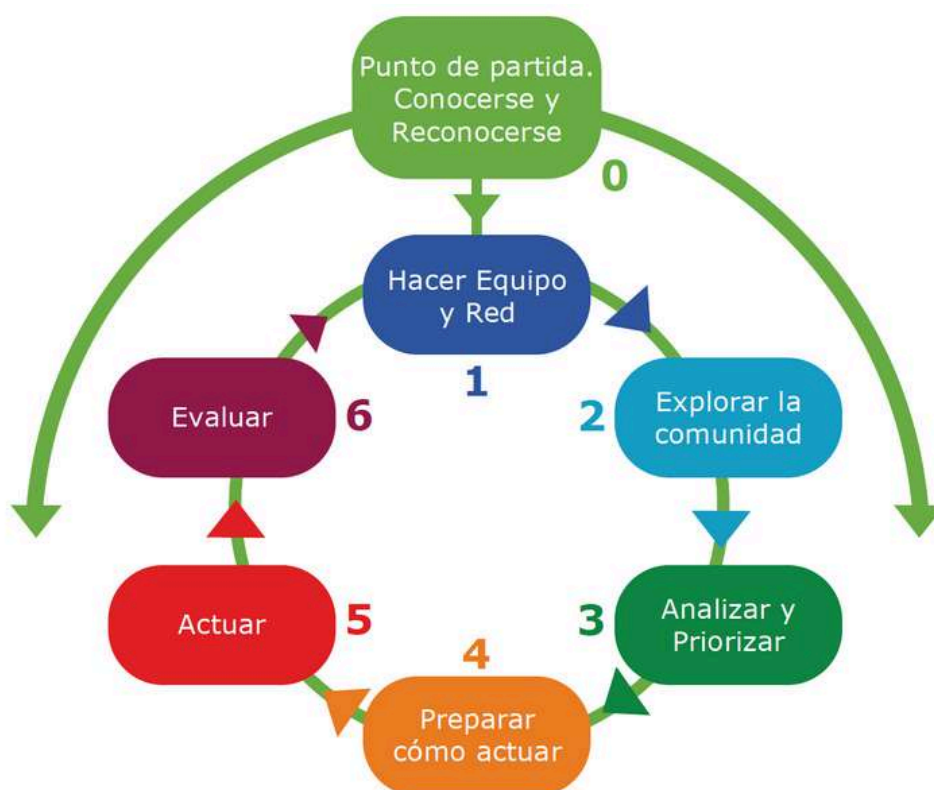 Punto de partida.
Conocerse y
Reconocerse
0
Hacer Equipo
y Red
1
2
Explorar la
comunidad
3
Analizar y
Priorizar
4
Preparar
cómo actuar
5
Actuar
6
Evaluar